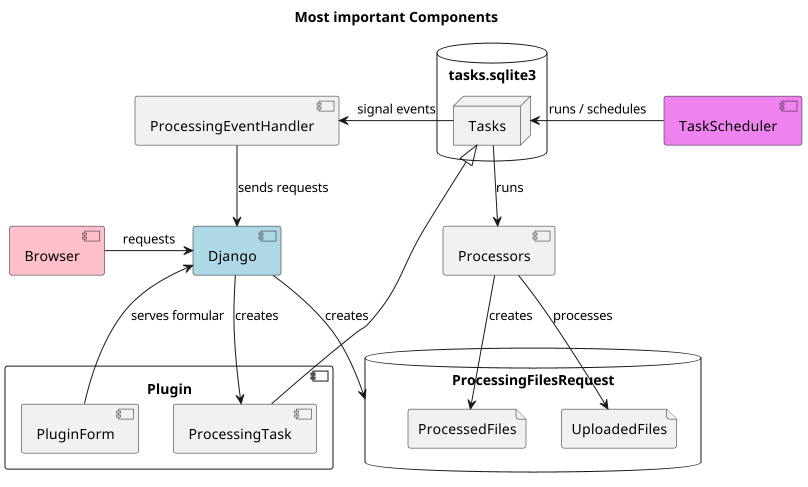 Most important Components
tasks.sqlite3
ProcessingEventHandler
signal events
Tasks
runs / schedules
TaskScheduler
sends requests
runs
Browser
requests
Django
Processors
serves formular
creates
creates
creates
processes
Plugin
ProcessingFilesRequest
PluginForm
ProcessingTask
ProcessedFiles
UploadedFiles